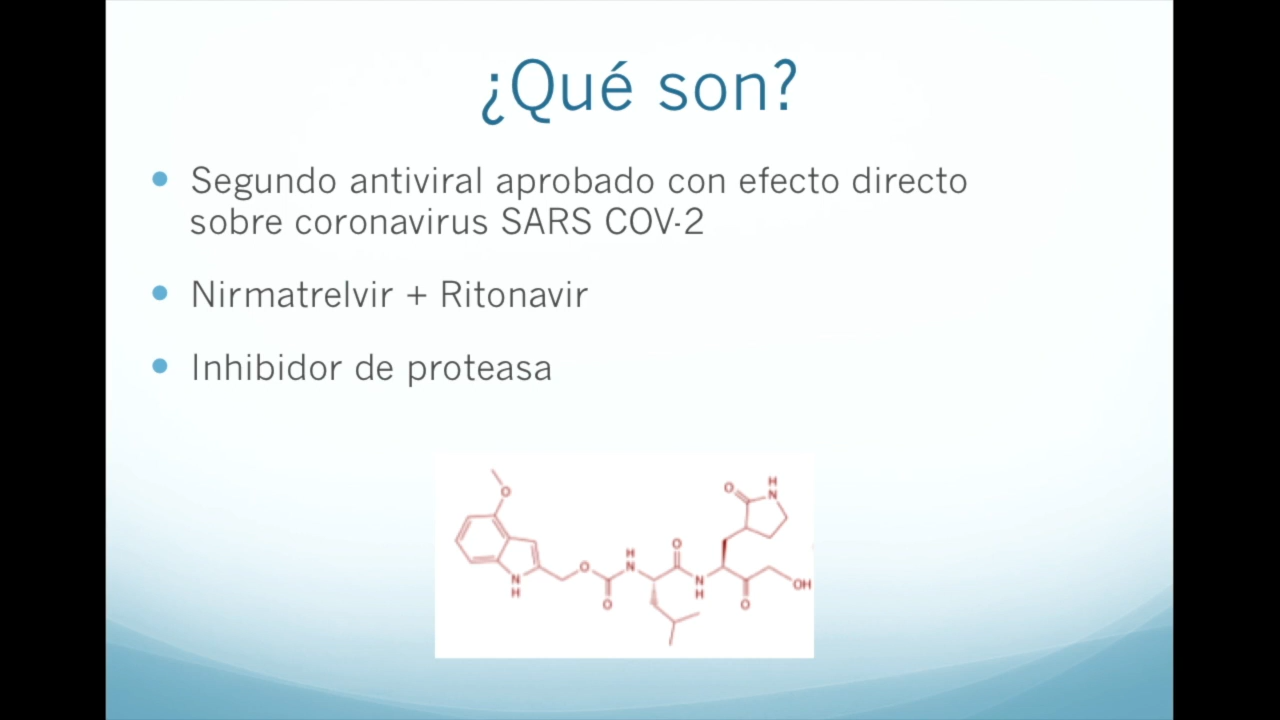 ¿Qué son?
Segundo antiviral aprobado con efecto directo
sobre coronavirus SARS COV-2
Nirmatrelvir + Ritonavir
Inhibidor de proteasa
O
N
H
O
O
H
N
O
N
H
O
O
H
N
O
OH